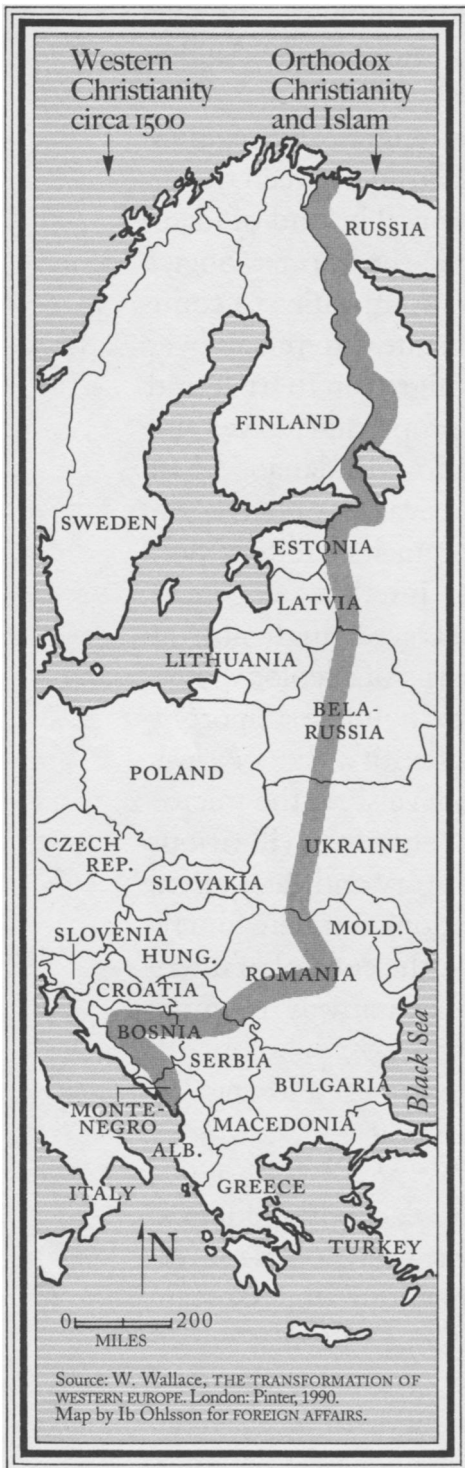 Western
Christianity
circa 1500
Orthodox
Christianity
and Islam
RUSSIA
FINLAND
SWEDEN
ESTONIA
LATVIA
LITHUANIA
BELA-
RUSSIA
POLAND
CZECH
REP.
UKRAINE
SLOVAKIA
SLOVENIA
HUNG.
MOLD.
ROMANIA
CROATIA
BOSNIA
SERBIA
Black Sea
BULGARIA
MONTE-
NEGRO
MACEDONIA
ALB.
ITALY
GREECE
TURKEY
N
0 200
MILES
Source: W. Wallace, THE TRANSFORMATION OF
WESTERN EUROPE. London: Pinter, 1990.
Map by Ib Ohlsson for FOREIGN AFFAIRS.